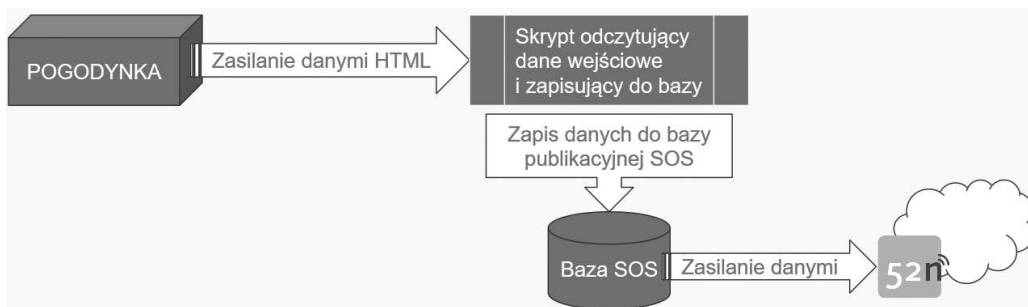 POGODYNKA
Zasilanie danymi HTML
Skrypt odczytujący
dane wejściowe
i zapisujący do bazy
Zapis danych do bazy
publikacyjnej SOS
Baza SOS
Zasilanie danymi
52n